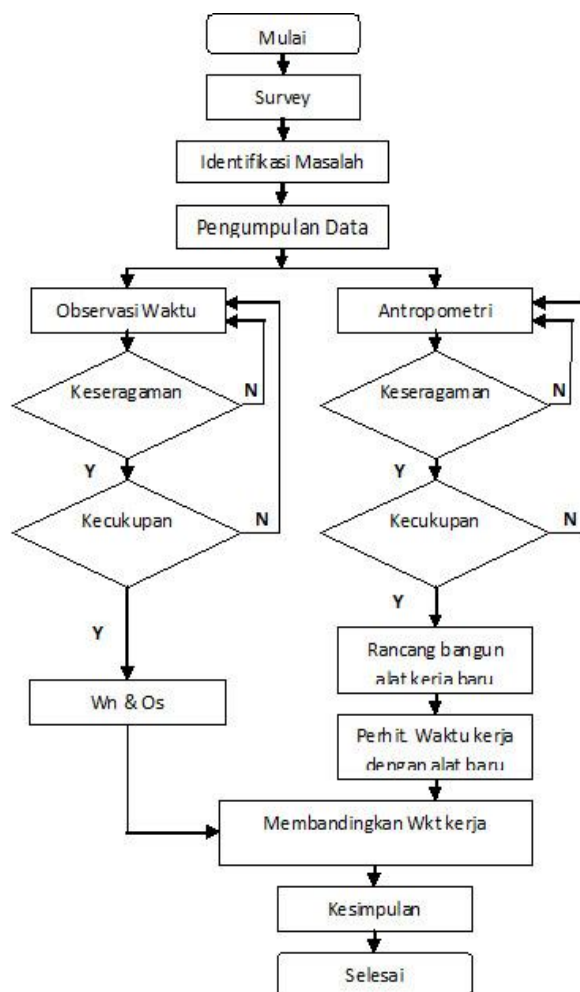 Mulai
Survey
Identifikasi Masalah
Pengumpulan Data
Observasi Waktu
Keseragaman
N
Y
Kecukupan
N
Y
Wn & Os
Antropometri
Keseragaman
N
Y
Kecukupan
N
Y
Rancang bangun
alat kerja baru
Perhit. Waktu kerja
dengan alat baru
Membandingkan Wkt kerja
Kesimpulan
Selesai